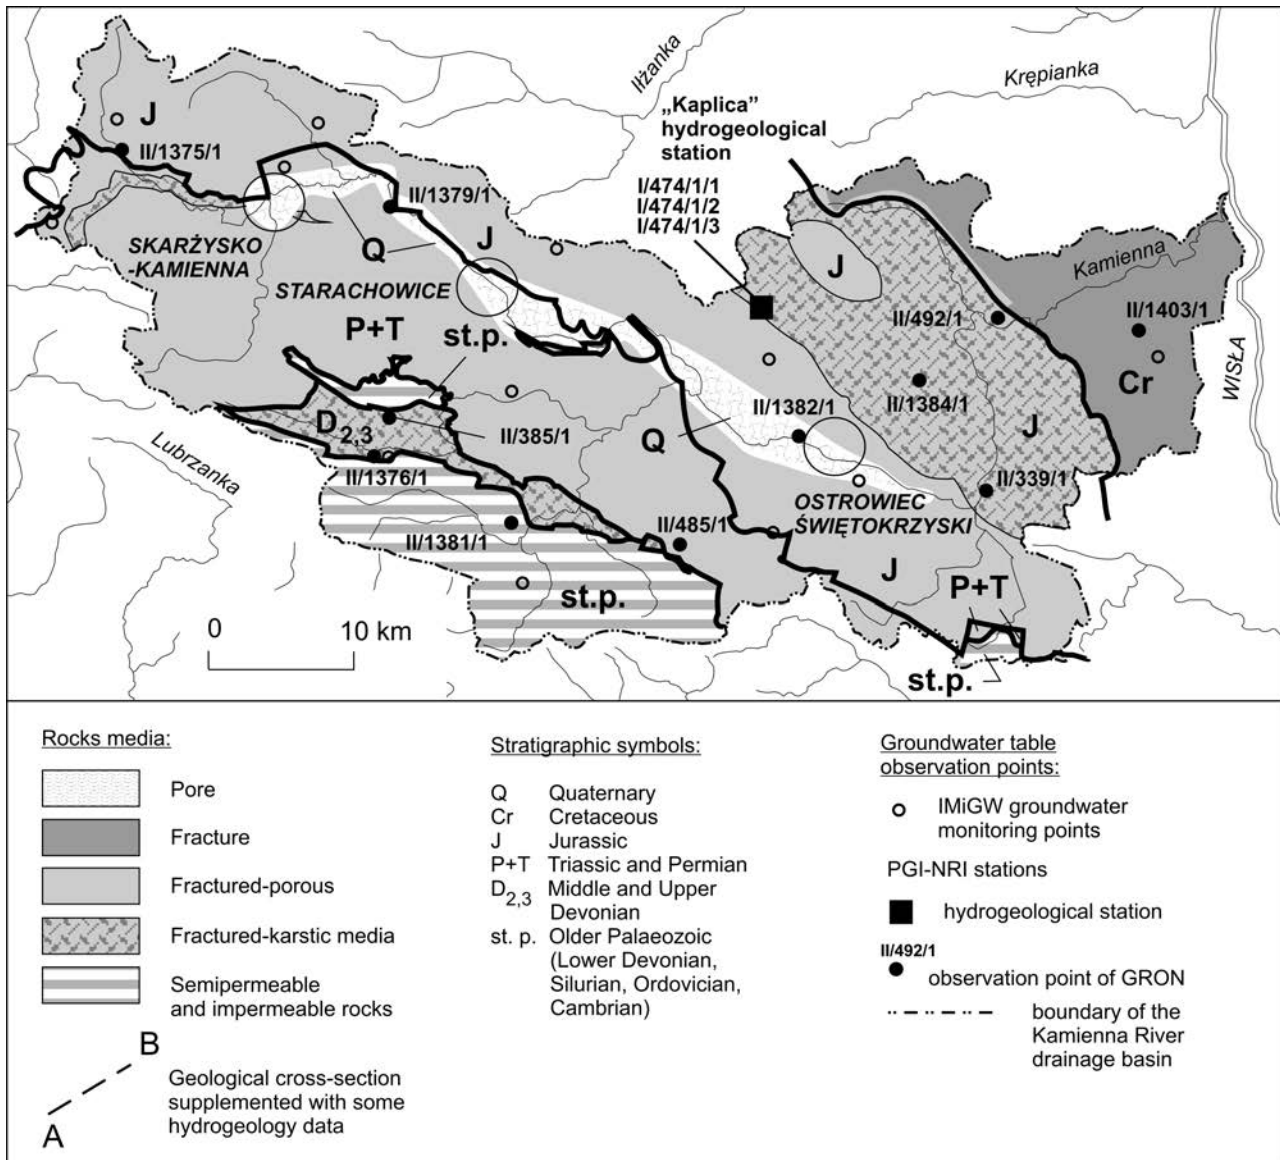 Iłżanka
Krępianka
„Kaplica”
hydrogeological
station
I/474/1/1
I/474/1/2
I/474/1/3
J
II/1375/1
II/1379/1
SKARŻYSKO
-KAMIENNA
Q
J
STARACHOWICE
P+T
st.p.
J
Kamienna
II/492/1
II/1403/1
Cr
WISŁA
II/1384/1
J
D2,3
II/385/1
II/1382/1
Q
Lubrzanka
II/1376/1
II/339/1
OSTROWIEC
ŚWIĘTOKRZYSKI
II/1381/1
II/485/1
st.p.
J
P+T
st.p.
0 10 km
Rocks media:
Pore
Fracture
Fractured-porous
Fractured-karstic media
Semipermeable
and impermeable rocks
B
A
Geological cross-section
supplemented with some
hydrogeology data
Stratigraphic symbols:
Q Quaternary
Cr Cretaceous
J Jurassic
P+T Triassic and Permian
D2,3 Middle and Upper
Devonian
st. p. Older Palaeozoic
(Lower Devonian,
Silurian, Ordovician,
Cambrian)
Groundwater table
observation points:
IMiGW groundwater
monitoring points
PGI-NRI stations
hydrogeological station
II/492/1
observation point of GRON
boundary of the
Kamienna River
drainage basin